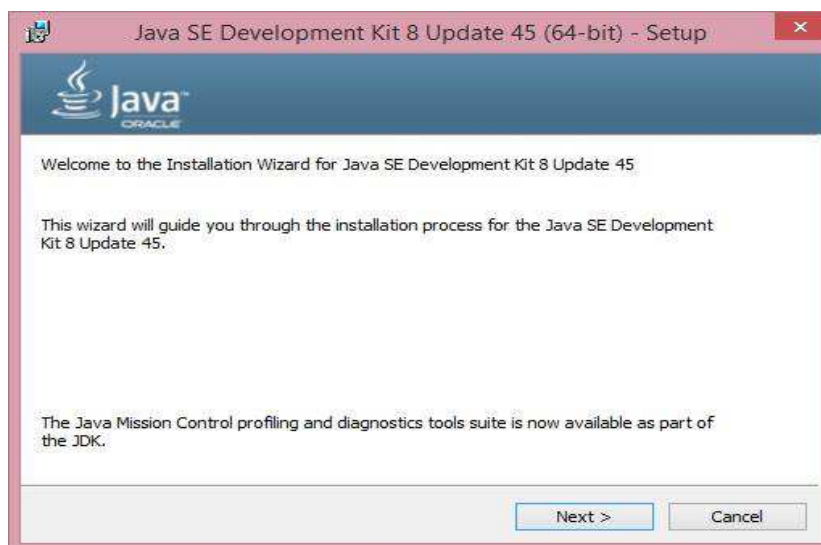 Java SE Development Kit 8 Update 45 (64-bit) - Setup
Java™
ORACLE
Welcome to the Installation Wizard for Java SE Development Kit 8 Update 45
This wizard will guide you through the installation process for the Java SE Development
Kit 8 Update 45.
The Java Mission Control profiling and diagnostics tools suite is now available as part of
the JDK.
Next >
Cancel